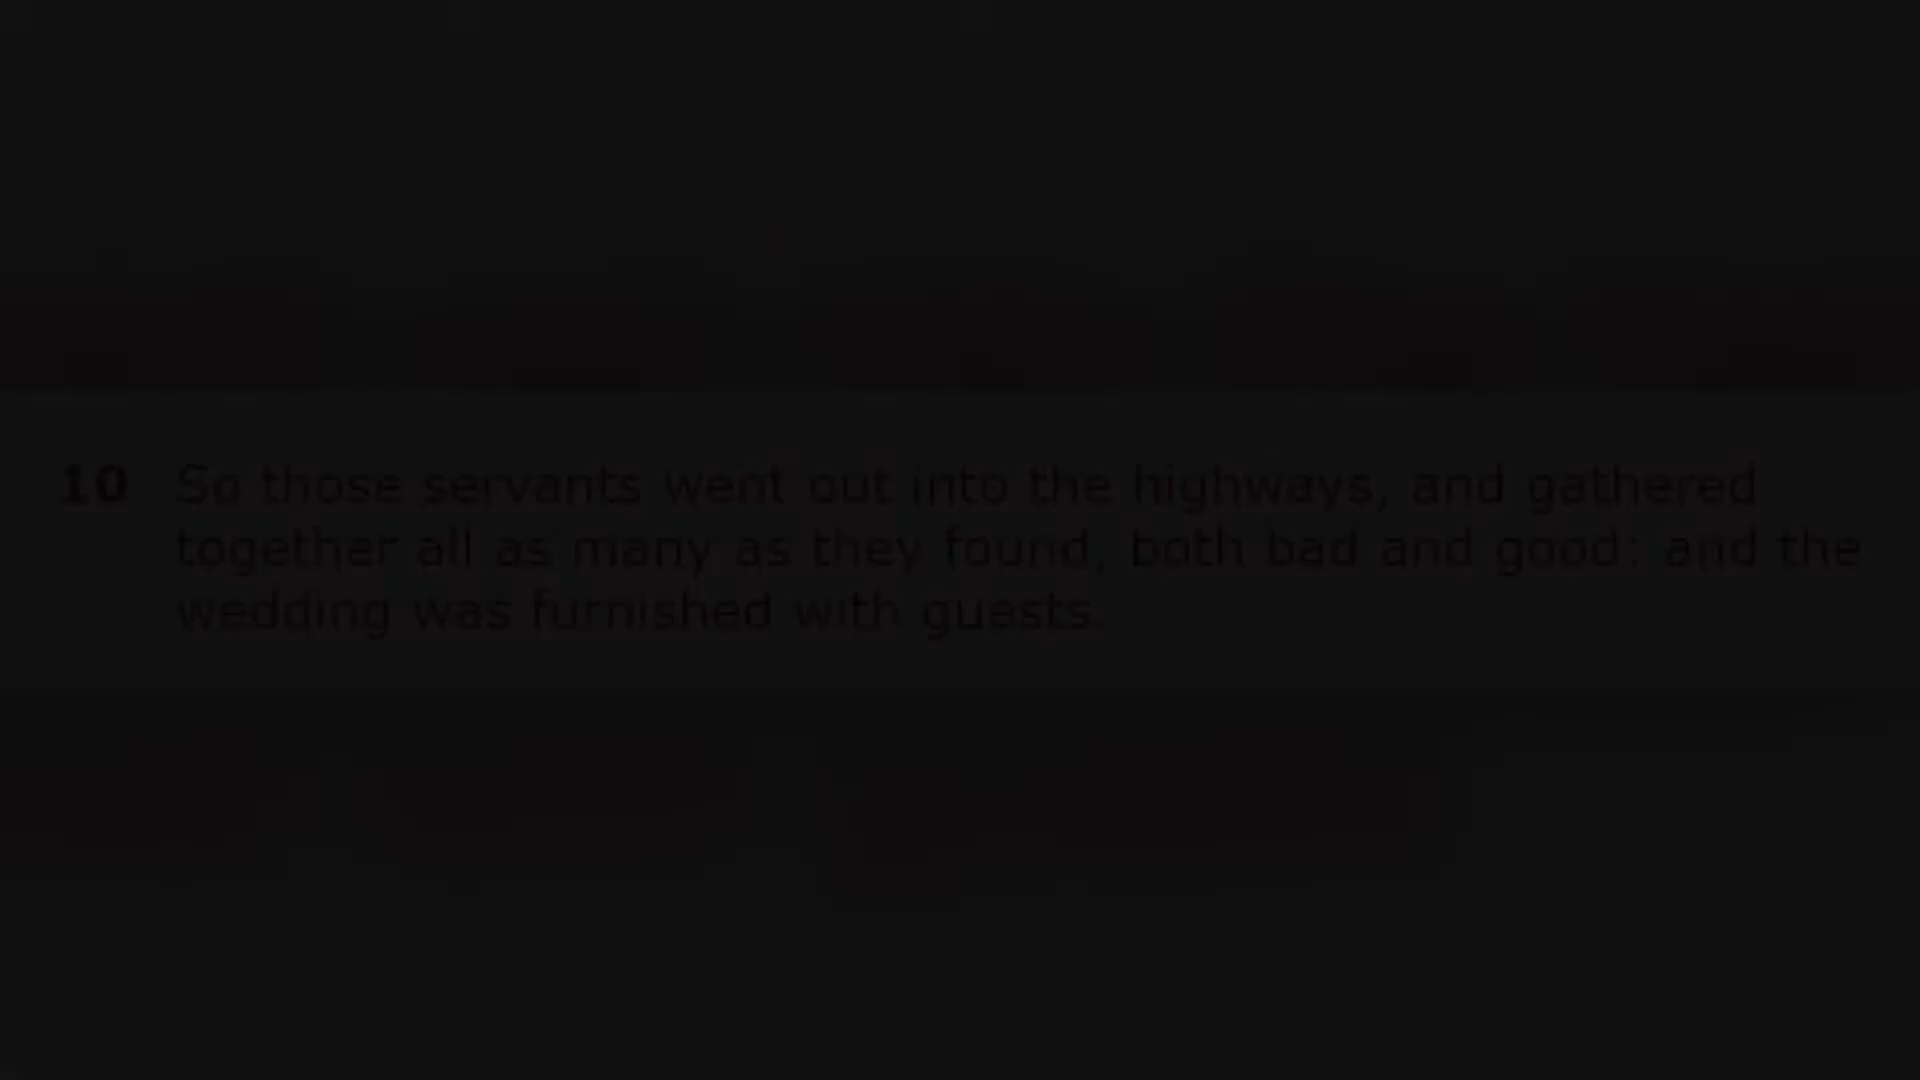 10 So those servants went out into the highways, and gathered
together all as many as they found, both bad and good: and the
wedding was furnished with guests.